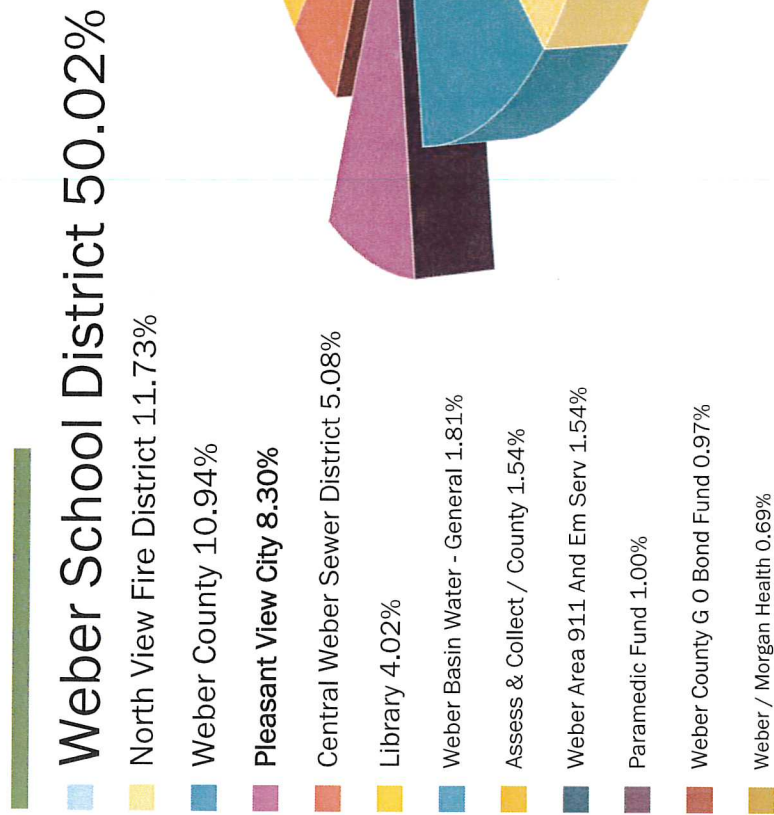 Weber School District 50.02%
North View Fire District 11.73%
Weber County 10.94%
Pleasant View City 8.30%
Central Weber Sewer District 5.08%
Library 4.02%
Weber Basin Water - General 1.81%
Assess & Collect / County 1.54%
Weber Area 911 And Em Serv 1.54%
Paramedic Fund 1.00%
Weber County G O Bond Fund 0.97%
Weber / Morgan Health 0.69%